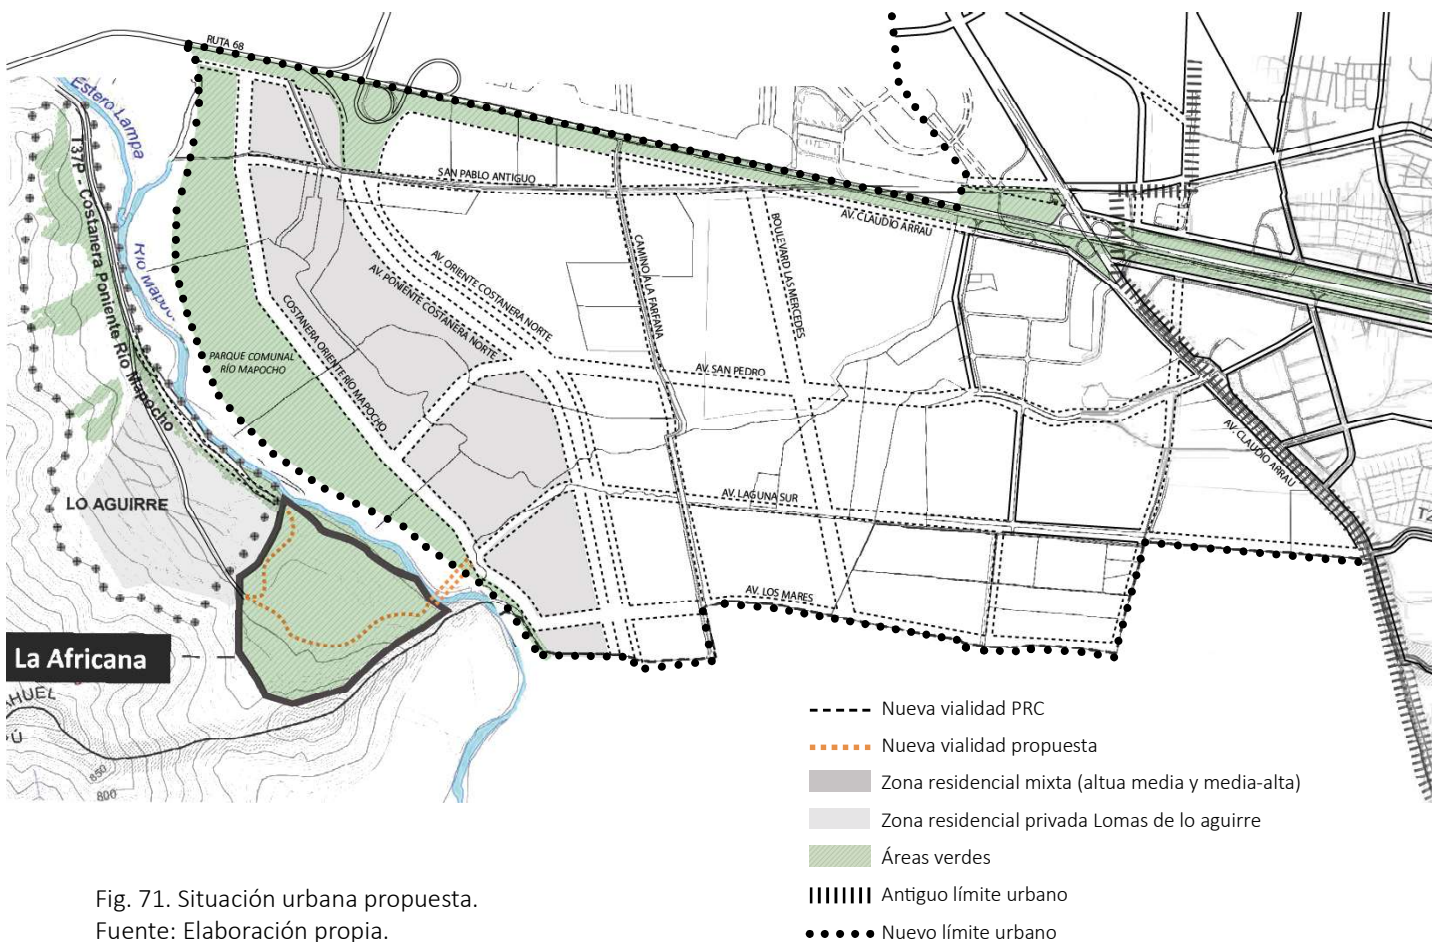 RUTA 68
Estero Lampa
T37P - Costanera Poniente Río Mapocho
SAN PABLO ANTIGUO
AV. CLAUDIO ARRAU
BOULEVARD LAS MERCEDES
CAMINO A LA FARFANA
AV. ORIENTE COSTANERA NORTE
AV. PONIENTE COSTANERA NORTE
COSTANERA ORIENTE RÍO MAPOCHO
PARQUE COMUNAL
RÍO MAPOCHO
AV. SAN PEDRO
AV. CLAUDIO ARRAU
AV. LAGUNA SUR
LO AGUIRRE
AV. LOS MARES
La Africana
AHUEL
850
800
Nueva vialidad PRC
Nueva vialidad propuesta
Zona residencial mixta (altua media y media-alta)
Zona residencial privada Lomas de lo aguirre
Áreas verdes
Antiguo límite urbano
Nuevo límite urbano
Fig. 71. Situación urbana propuesta.
Fuente: Elaboración propia.